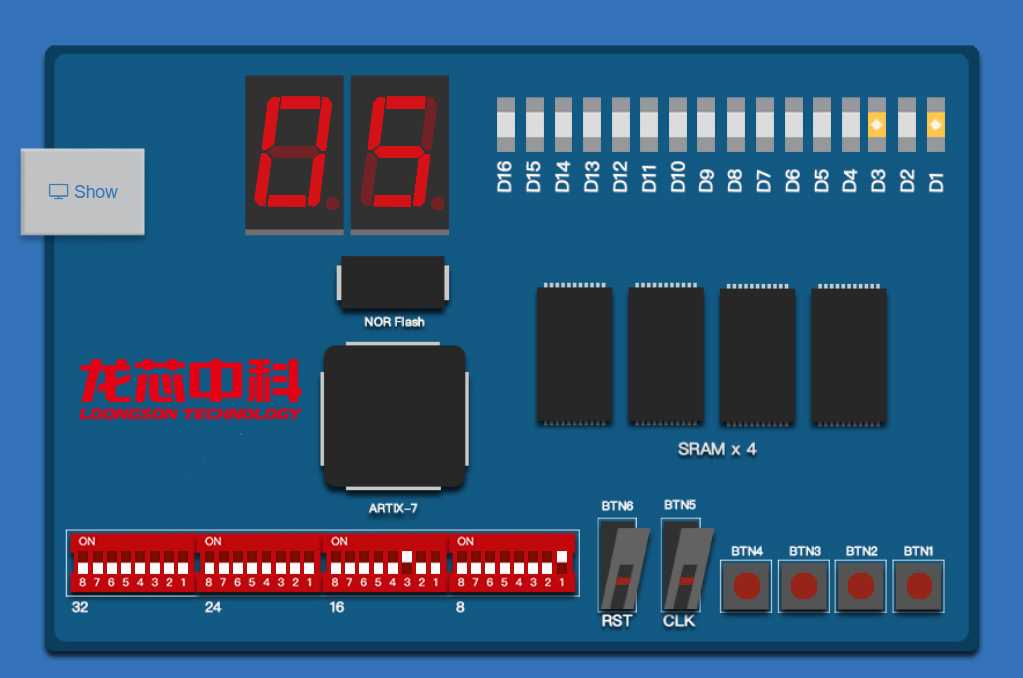 05
D16 D15 D14 D13 D12 D11 D10 D9 D8 D7 D6 D5 D4 D3 D2 D1
Show
NOR Flash
龙芯中科
LOONGSON TECHNOLOGY
SRAM x 4
ARTIX-7
BTN6 BTN5
ON ON ON ON
BTN4 BTN3 BTN2 BTN1
8 7 6 5 4 3 2 1 8 7 6 5 4 3 2 1 8 7 6 5 4 3 2 1 8 7 6 5 4 3 2 1
32 24 16 8
RST CLK